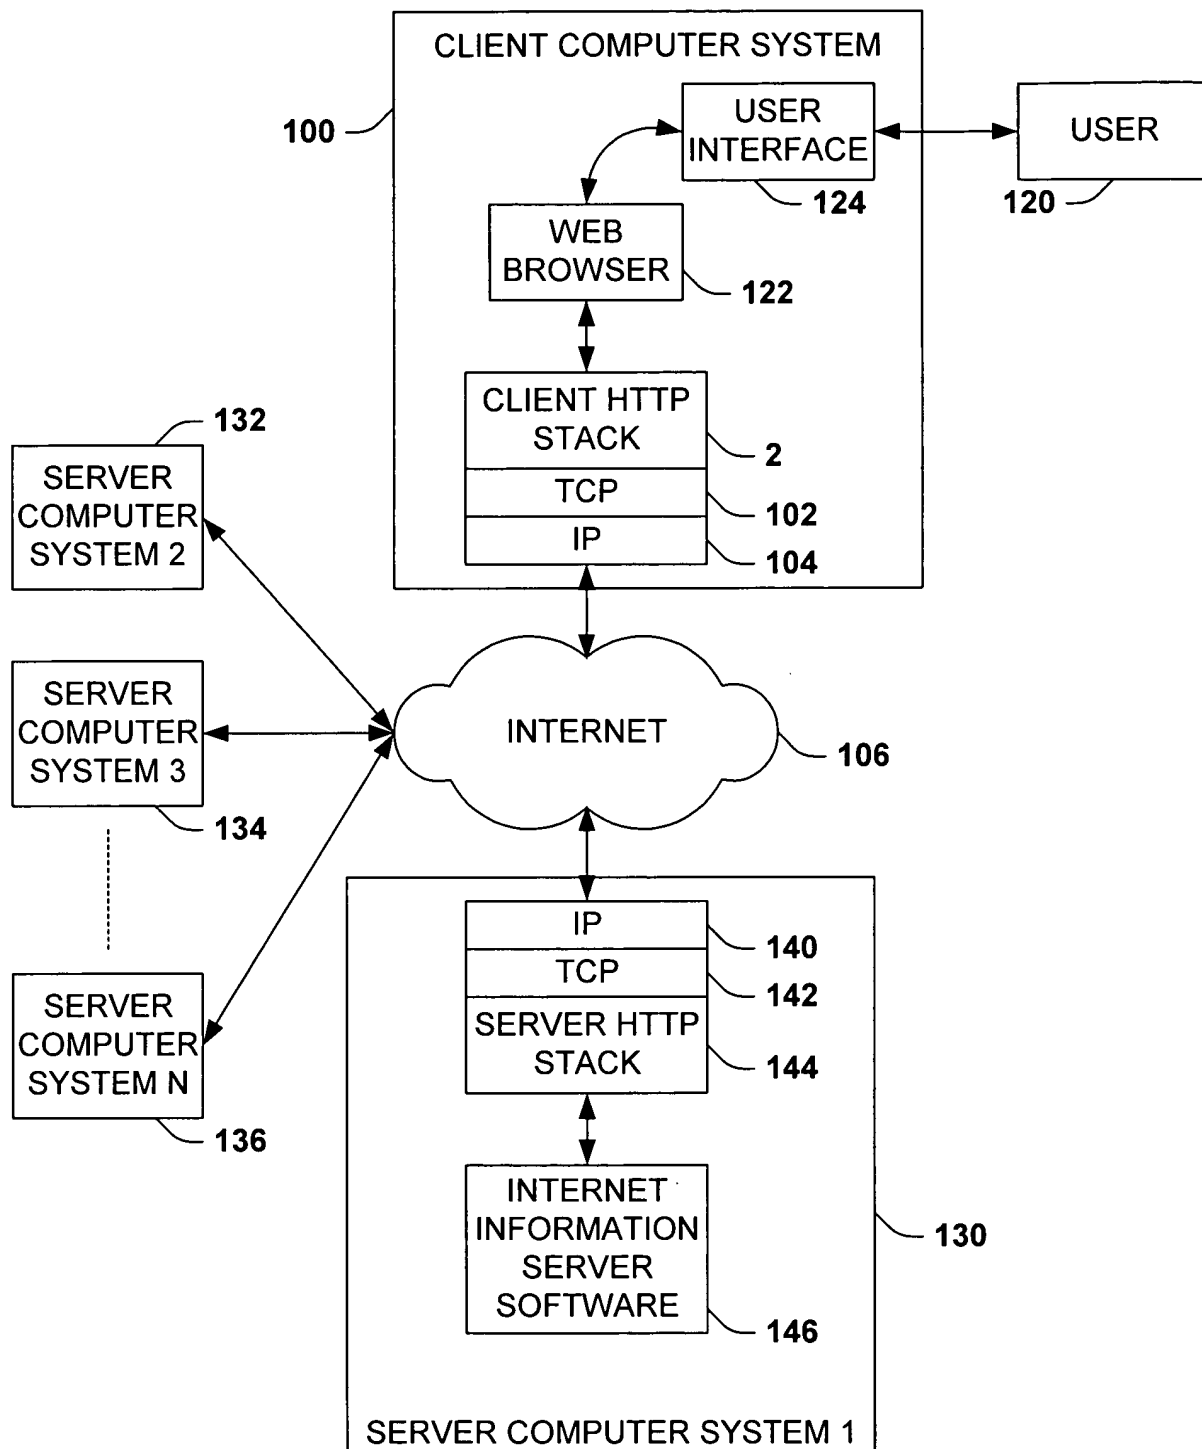 CLIENT COMPUTER SYSTEM
100
USER
INTERFACE
124
USER
120
WEB
BROWSER
122
CLIENT HTTP
STACK
2
TCP
102
IP
104
132
SERVER
COMPUTER
SYSTEM 2
SERVER
COMPUTER
SYSTEM 3
134
INTERNET
106
SERVER
COMPUTER
SYSTEM N
136
IP
140
TCP
142
SERVER HTTP
STACK
144
INTERNET
INFORMATION
SERVER
SOFTWARE
146
130
SERVER COMPUTER SYSTEM 1